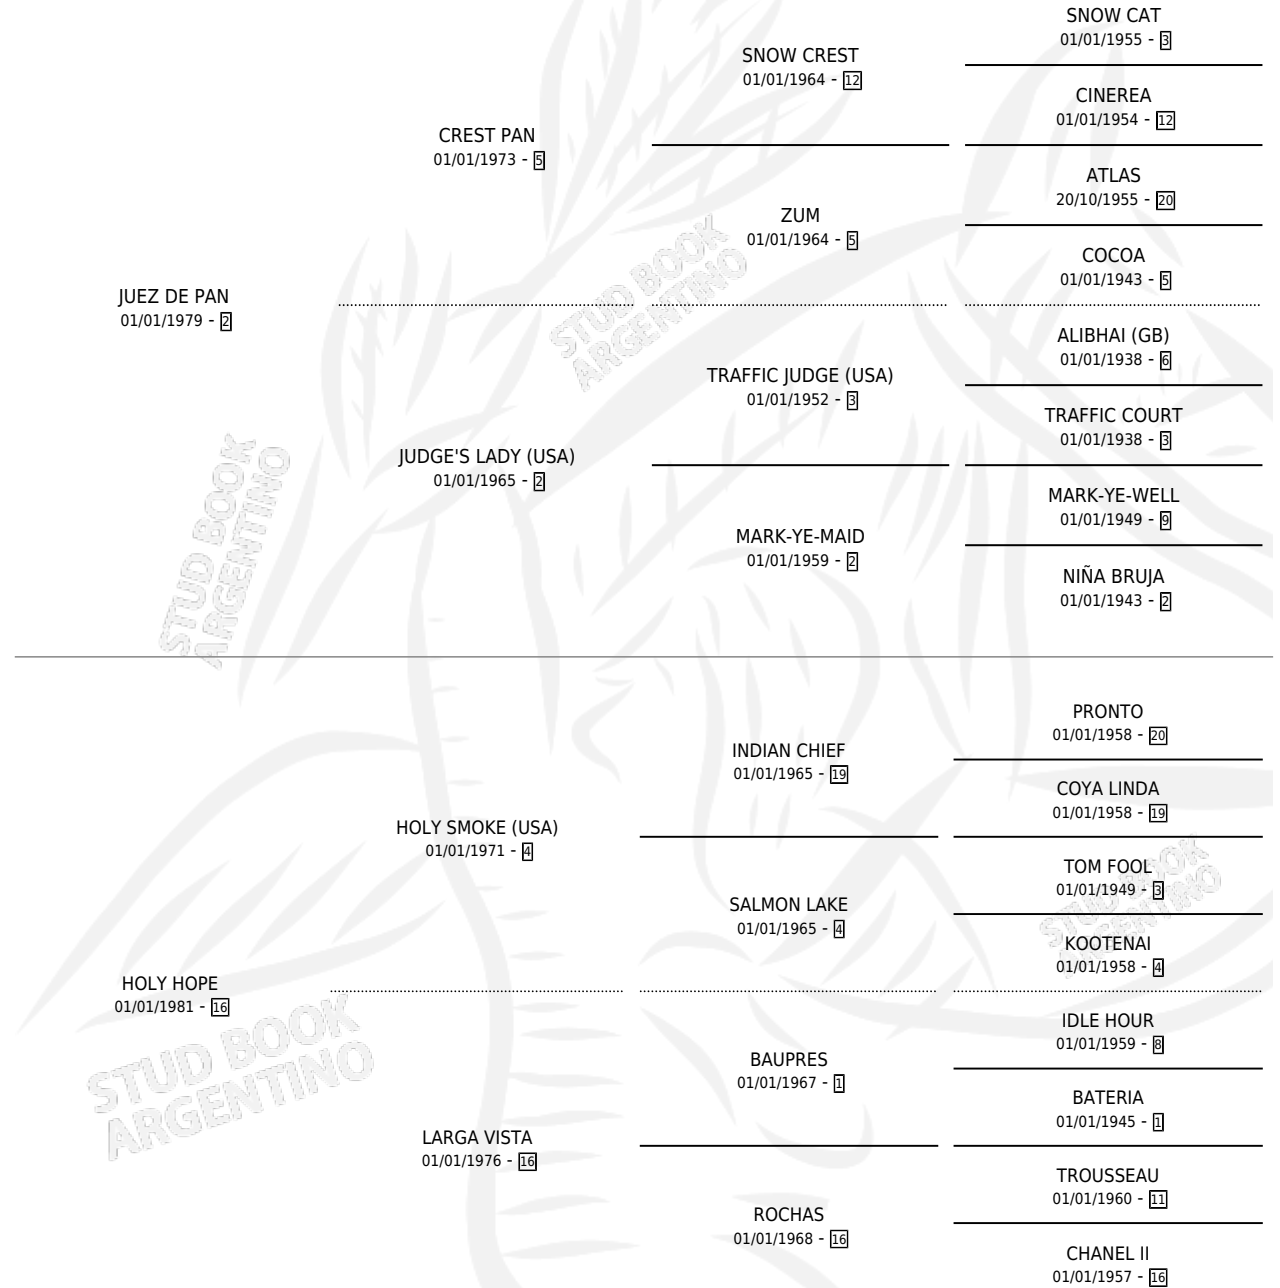 SNOW CAT
01/01/1955 - 3
SNOW CREST
01/01/1964 - 12
CINEREA
01/01/1954 - 12
CREST PAN
01/01/1973 - 5
ATLAS
20/10/1955 - 20
ZUM
01/01/1964 - 5
COCOA
01/01/1943 - 5
JUEZ DE PAN
01/01/1979 - 2
ALIBHAI (GB)
01/01/1938 - 6
TRAFFIC JUDGE (USA)
01/01/1952 - 3
TRAFFIC COURT
01/01/1938 - 3
JUDGE'S LADY (USA)
01/01/1965 - 2
MARK-YE-WELL
01/01/1949 - 9
MARK-YE-MAID
01/01/1959 - 2
NIÑA BRUJA
01/01/1943 - 2
PRONTO
01/01/1958 - 20
INDIAN CHIEF
01/01/1965 - 19
COYA LINDA
01/01/1958 - 19
HOLY SMOKE (USA)
01/01/1971 - 4
TOM FOOL
01/01/1949 - 3
SALMON LAKE
01/01/1965 - 4
KOOTENAI
01/01/1958 - 4
HOLY HOPE
01/01/1981 - 16
IDLE HOUR
01/01/1959 - 8
BAUPRES
01/01/1967 - 1
BATERIA
01/01/1945 - 1
LARGA VISTA
01/01/1976 - 16
TROUSSEAU
01/01/1960 - 11
ROCHAS
01/01/1968 - 16
CHANEL II
01/01/1957 - 16
STUD BOOK
ARGENTINO
STUD BOOK
ARGENTINO
STUD BOOK
ARGENTINO
STUD BOOK
ARGENTINO